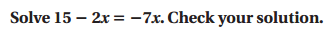 Solve 15 – 2x = –7x. Check your solution.